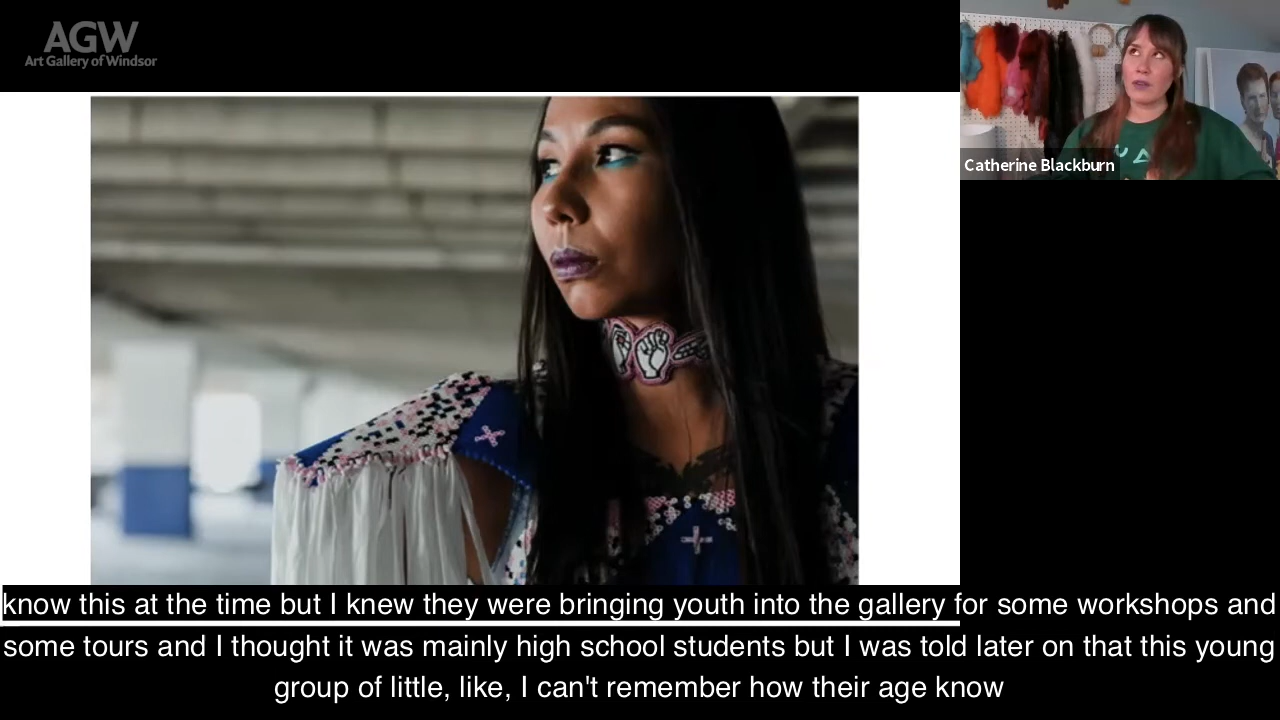 AGW
Art Gallery of Windsor
Catherine Blackburn
know this at the time but I knew they were bringing youth into the gallery for some workshops and
some tours and I thought it was mainly high school students but I was told later on that this young
group of little, like, I can't remember how their age know